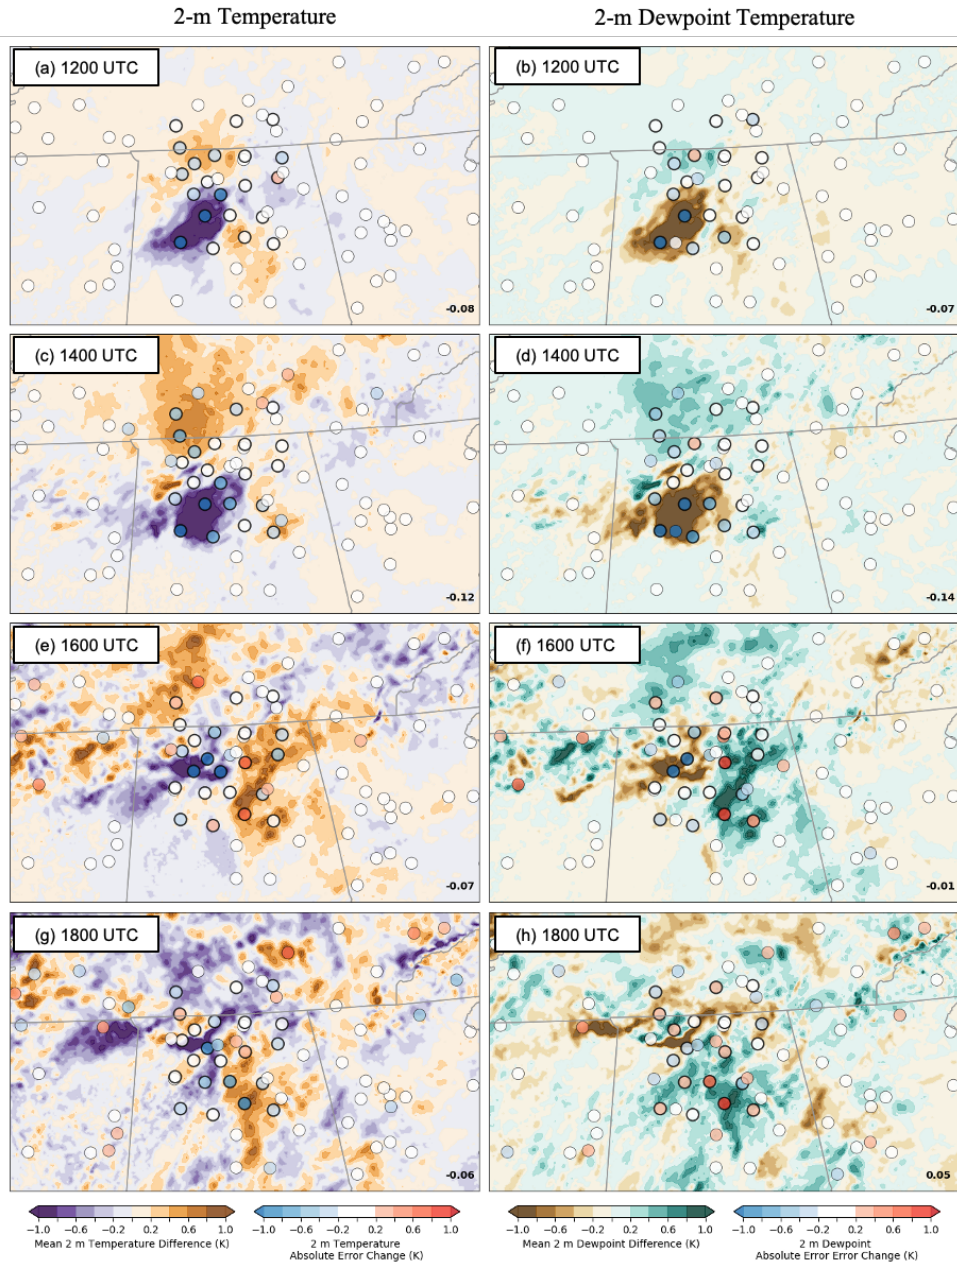 2-m Temperature
2-m Dewpoint Temperature
(a) 1200 UTC
(b) 1200 UTC
-0.08
-0.07
(c) 1400 UTC
(d) 1400 UTC
-0.12
-0.14
(e) 1600 UTC
(f) 1600 UTC
-0.07
-0.01
(g) 1800 UTC
(h) 1800 UTC
-0.06
0.05
−1.0 −0.6 −0.2 0.2 0.6 1.0
Mean 2 m Temperature Difference (K)
−1.0 −0.6 −0.2 0.2 0.6 1.0
2 m Temperature
Absolute Error Change (K)
−1.0 −0.6 −0.2 0.2 0.6 1.0
Mean 2 m Dewpoint Difference (K)
−1.0 −0.6 −0.2 0.2 0.6 1.0
2 m Dewpoint
Absolute Error Error Change (K)